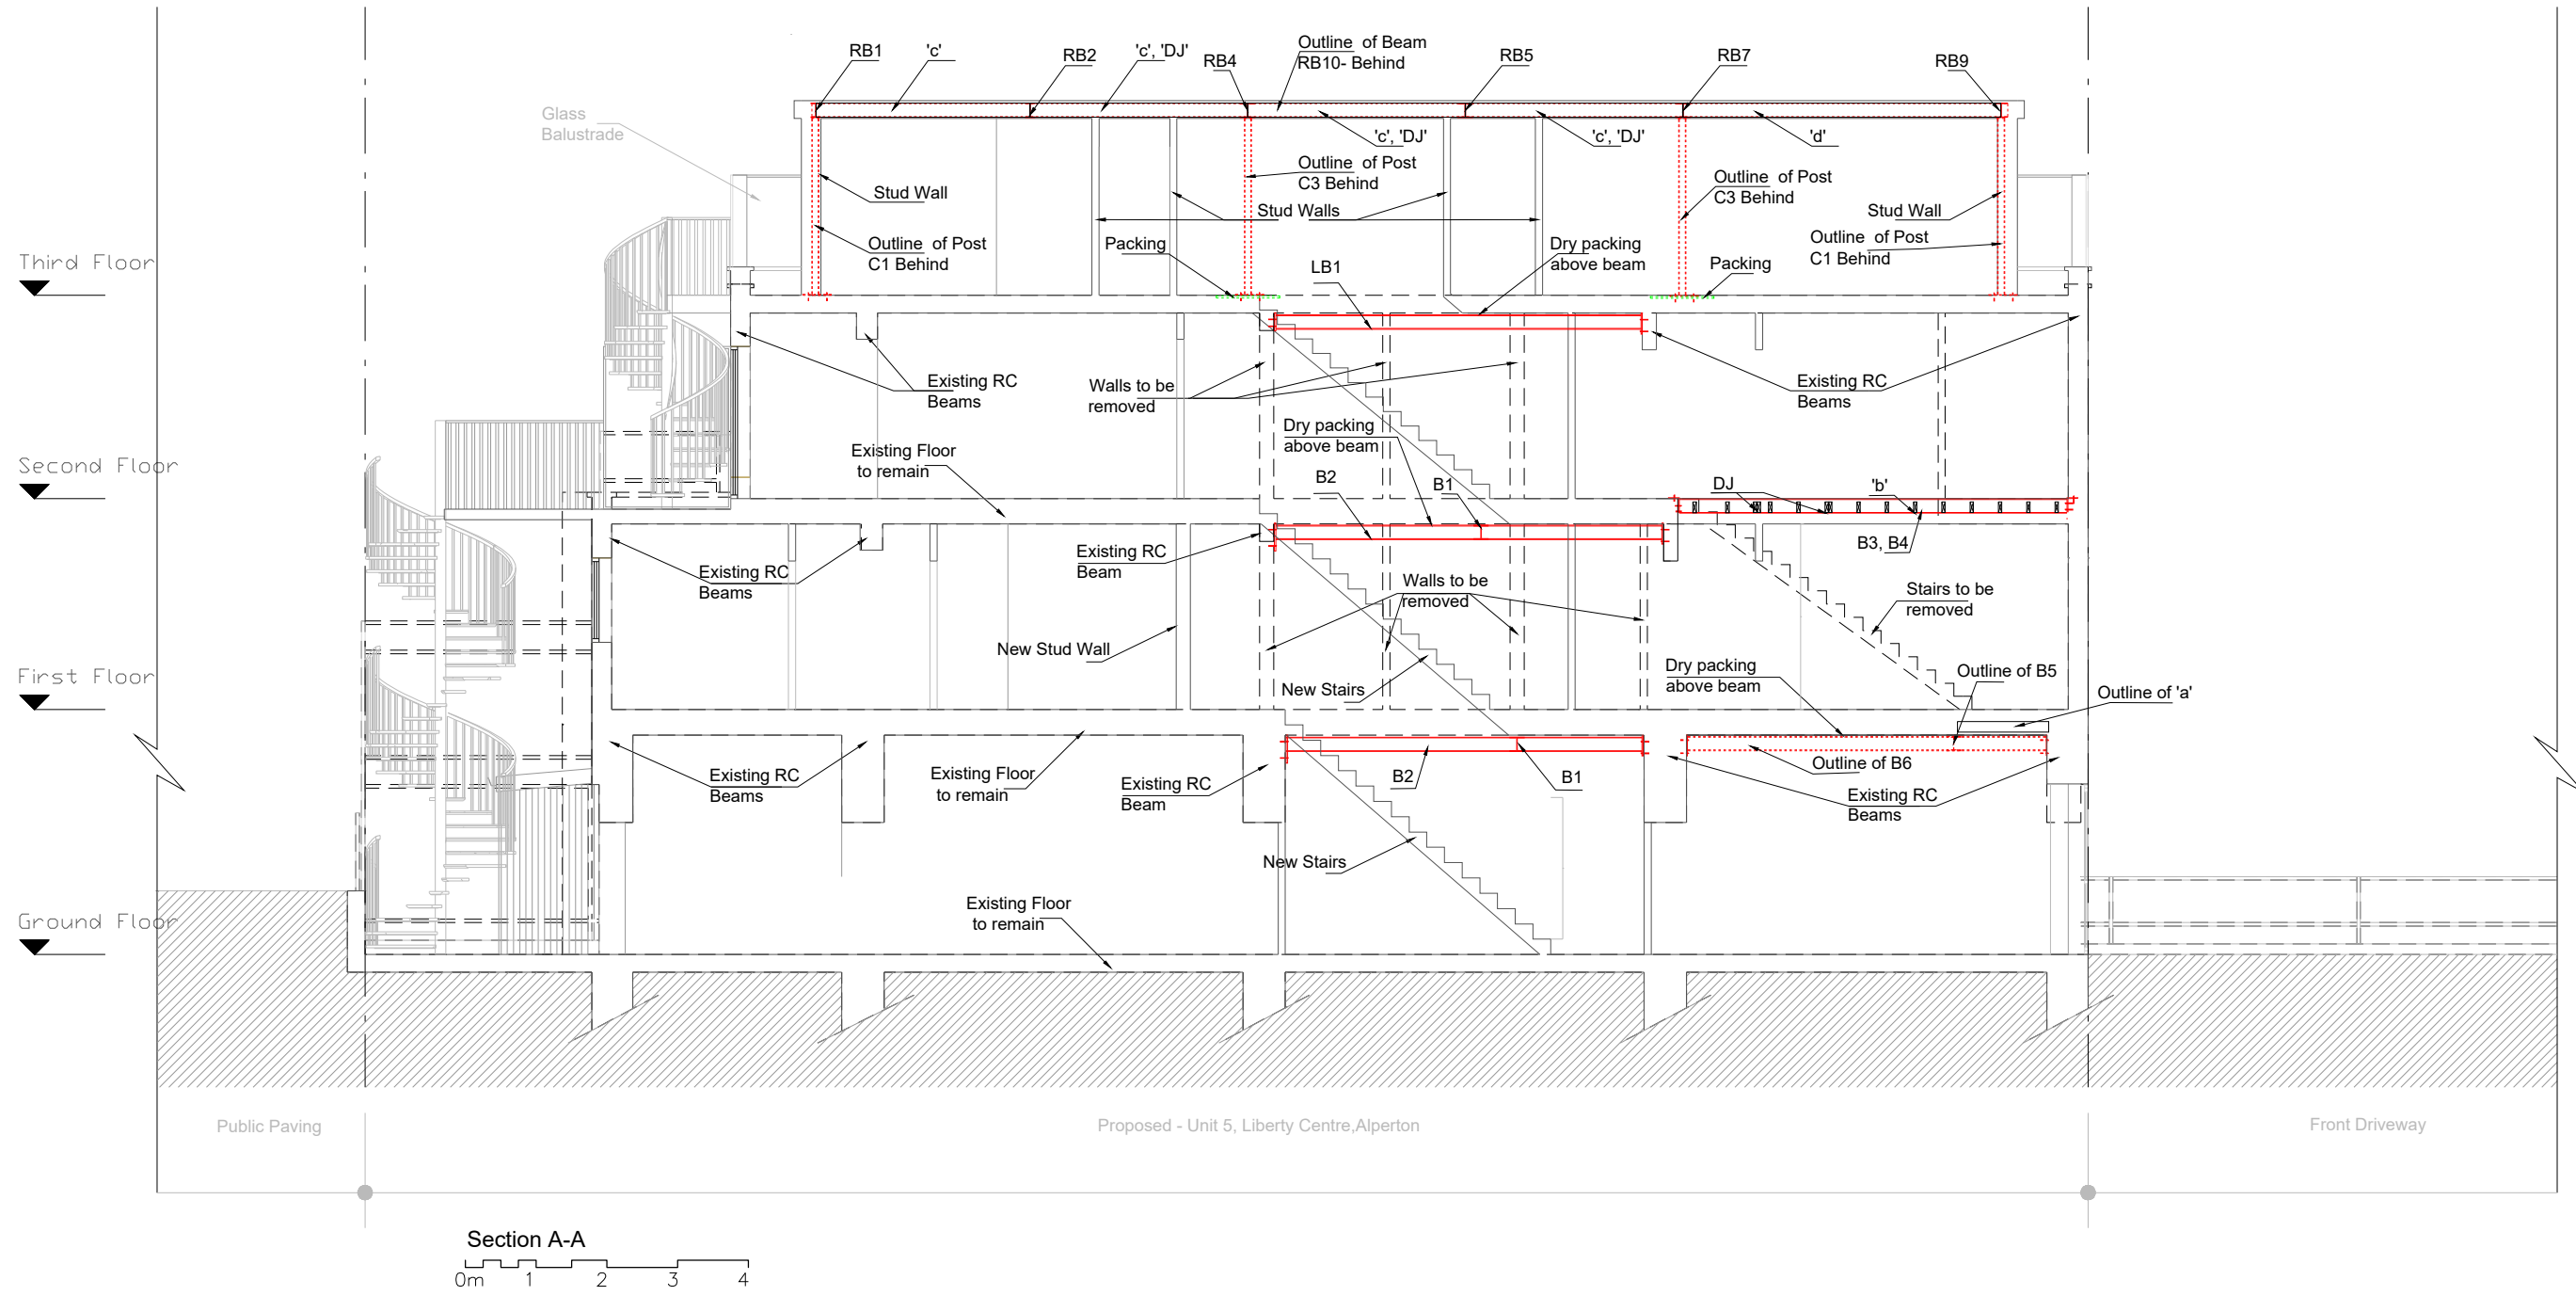 RB1
'c'
RB2
'c', 'DJ'
RB4
Outline of Beam
RB10- Behind
RB5
RB7
RB9
Glass
Balustrade
'c', 'DJ'
'c', 'DJ'
'd'
Stud Wall
Outline of Post
C3 Behind
Outline of Post
C3 Behind
Stud Walls
Stud Wall
Outline of Post
C1 Behind
Packing
LB1
Dry packing
above beam
Packing
Outline of Post
C1 Behind
Third Floor
Existing RC
Beams
Walls to be
removed
Existing RC
Beams
Dry packing
above beam
Second Floor
Existing Floor
to remain
B2
B1
DJ
'b'
B3, B4
Existing RC
Beams
Existing RC
Beam
Walls to be
removed
Stairs to be
removed
New Stud Wall
New Stairs
Dry packing
above beam
Outline of B5
Outline of 'a'
First Floor
Existing RC
Beams
Existing Floor
to remain
Existing RC
Beam
B2
B1
Outline of B6
Existing RC
Beams
New Stairs
Ground Floor
Existing Floor
to remain
Public Paving
Proposed - Unit 5, Liberty Centre,Alperton
Front Driveway
Section A-A
0m 1 2 3 4